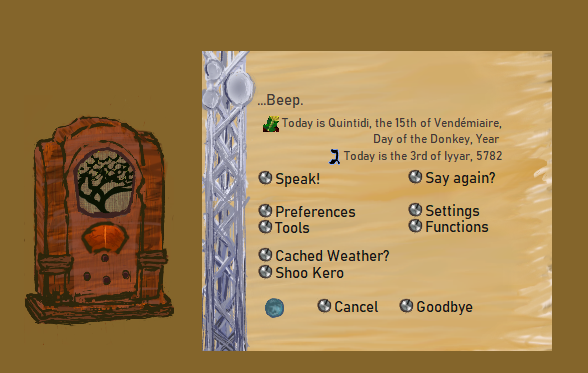 ...Beep.
Today is Quintidi, the 15th of Vendémiaire,
Day of the Donkey, Year
Today is the 3rd of Iyyar, 5782
Speak!
Say again?
Preferences
Settings
Tools
Functions
Cached Weather?
Shoo Kero
Cancel
Goodbye